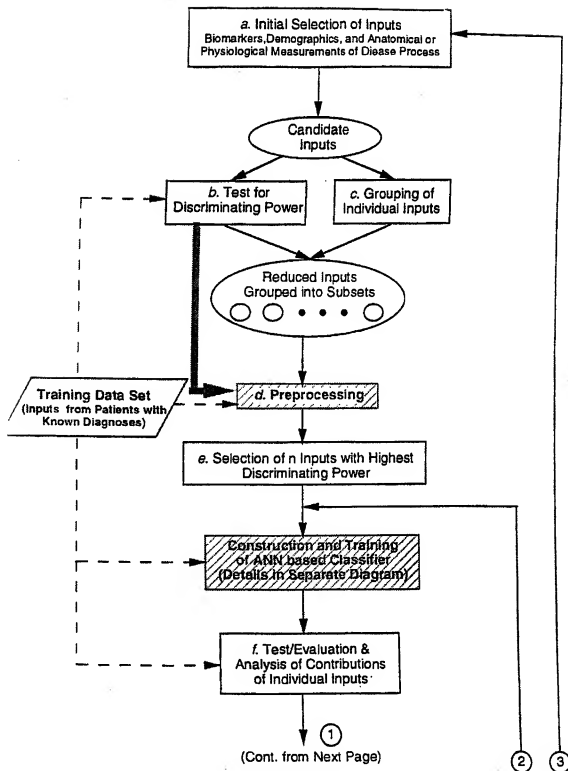 a. Initial Selection of Inputs
Biomarkers,Demographics, and Anatomical or
Physiological Measurements of Diease Process
Candidate
Inputs
b. Test for
Discriminating Power
c. Grouping of
Individual Inputs
Reduced Inputs
Grouped into Subsets
Training Data Set
(Inputs from Patients with
Known Diagnoses)
d. Preprocessing
e. Selection of n Inputs with Highest
Discriminating Power
Construction and Training
of ANN based Classifier
(Details in Separate Diagram)
f. Test/Evaluation &
Analysis of Contributions
of Individual Inputs
1
(Cont. from Next Page)
2
3